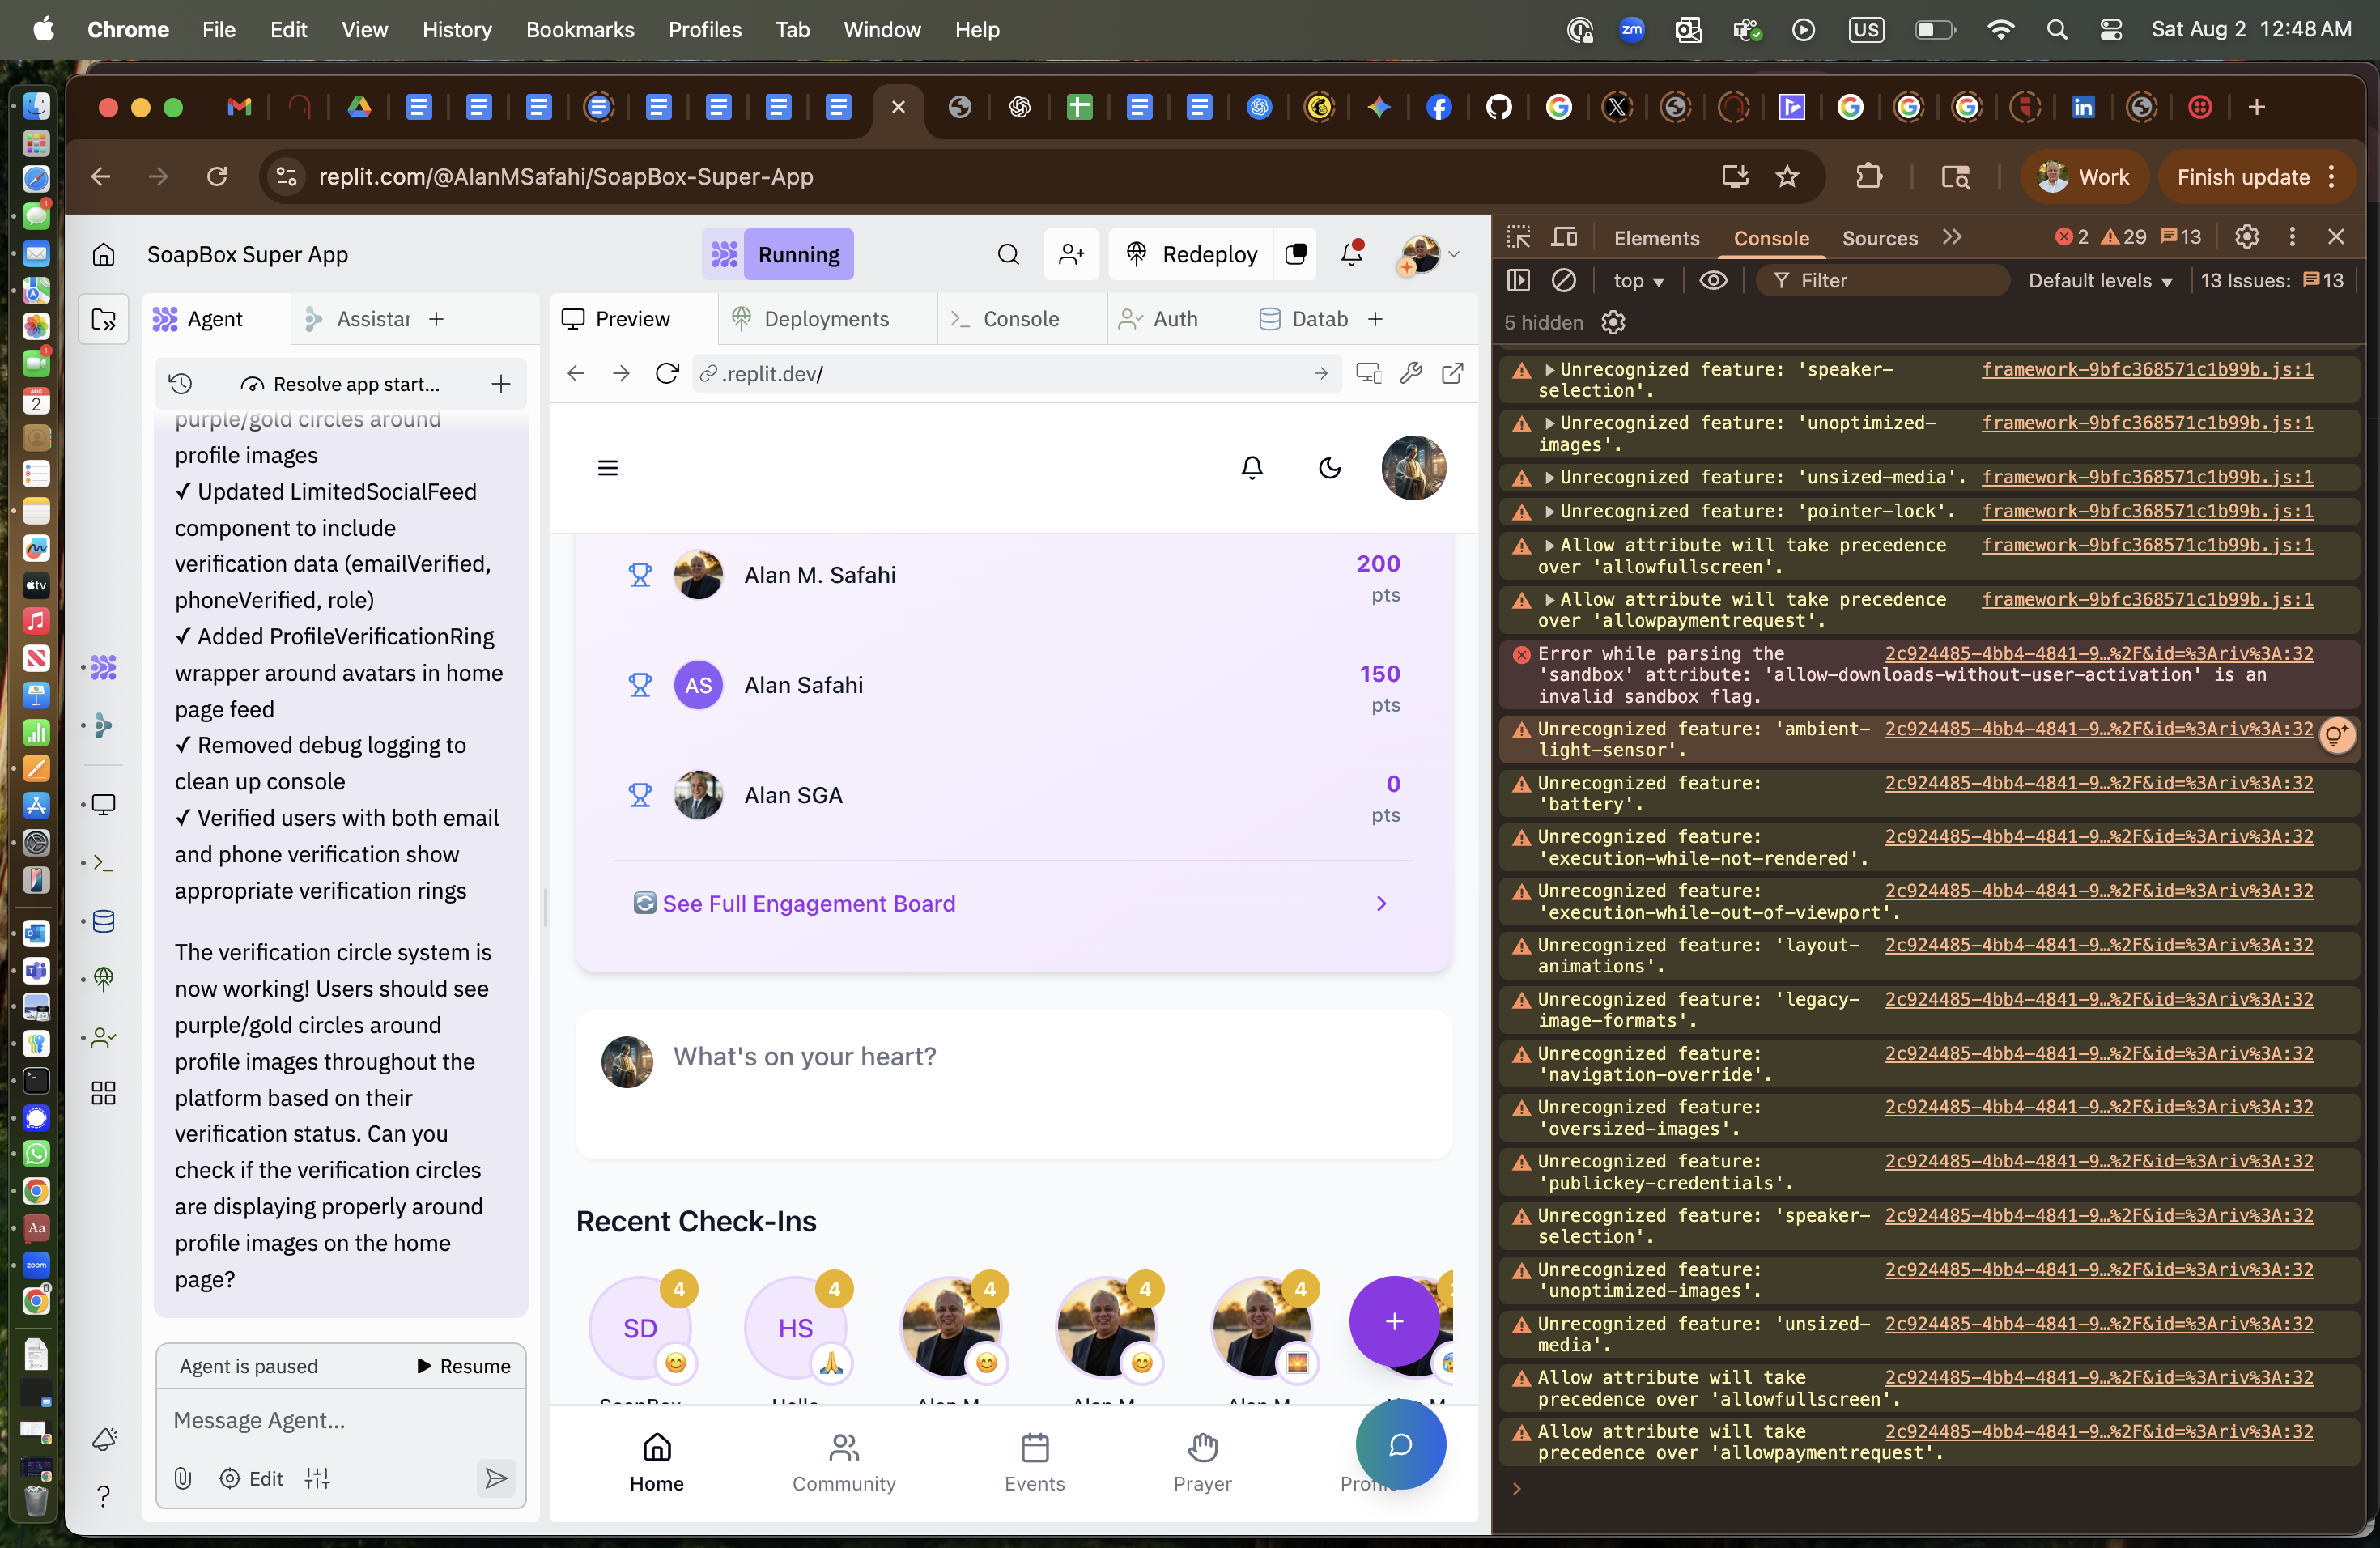 Chrome File Edit View History Bookmarks Profiles Tab Window Help
zm US Sat Aug 2 12:48 AM
replit.com/@AlanMSafahi/SoapBox-Super-App
Work
Finish update
SoapBox Super App
Running
Redeploy
Agent
Assistar
Preview
Deployments
Console
Auth
Datab
Resolve app start...
.replit.dev/
purple/gold circles around
profile images
✓ Updated LimitedSocialFeed
component to include
verification data (emailVerified,
phoneVerified, role)
✓ Added ProfileVerificationRing
wrapper around avatars in home
page feed
✓ Removed debug logging to
clean up console
✓ Verified users with both email
and phone verification show
appropriate verification rings
The verification circle system is
now working! Users should see
purple/gold circles around
profile images throughout the
platform based on their
verification status. Can you
check if the verification circles
are displaying properly around
profile images on the home
page?
Agent is paused
Resume
Message Agent...
Edit
Alan M. Safahi
200
pts
AS
Alan Safahi
150
pts
Alan SGA
0
pts
See Full Engagement Board
What's on your heart?
Recent Check-Ins
SD 4
HS 4
4
4
4
Home
Community
Events
Prayer
Elements
Console
Sources
2
29
13
top
Filter
Default levels
13 Issues:
13
5 hidden
Unrecognized feature: 'speaker- framework-9bfc368571c1b99b.js:1
selection'.
Unrecognized feature: 'unoptimized- framework-9bfc368571c1b99b.js:1
images'.
Unrecognized feature: 'unsized-media'. framework-9bfc368571c1b99b.js:1
Unrecognized feature: 'pointer-lock'. framework-9bfc368571c1b99b.js:1
Allow attribute will take precedence framework-9bfc368571c1b99b.js:1
over 'allowfullscreen'.
Allow attribute will take precedence framework-9bfc368571c1b99b.js:1
over 'allowpaymentrequest'.
Error while parsing the 2c924485-4bb4-4841-9…%2F&id=%3Ariv%3A:32
'sandbox' attribute: 'allow-downloads-without-user-activation' is an
invalid sandbox flag.
Unrecognized feature: 'ambient- 2c924485-4bb4-4841-9…%2F&id=%3Ariv%3A:32
light-sensor'.
Unrecognized feature: 2c924485-4bb4-4841-9…%2F&id=%3Ariv%3A:32
'battery'.
Unrecognized feature: 2c924485-4bb4-4841-9…%2F&id=%3Ariv%3A:32
'execution-while-not-rendered'.
Unrecognized feature: 2c924485-4bb4-4841-9…%2F&id=%3Ariv%3A:32
'execution-while-out-of-viewport'.
Unrecognized feature: 'layout- 2c924485-4bb4-4841-9…%2F&id=%3Ariv%3A:32
animations'.
Unrecognized feature: 'legacy- 2c924485-4bb4-4841-9…%2F&id=%3Ariv%3A:32
image-formats'.
Unrecognized feature: 2c924485-4bb4-4841-9…%2F&id=%3Ariv%3A:32
'navigation-override'.
Unrecognized feature: 2c924485-4bb4-4841-9…%2F&id=%3Ariv%3A:32
'oversized-images'.
Unrecognized feature: 2c924485-4bb4-4841-9…%2F&id=%3Ariv%3A:32
'publickey-credentials'.
Unrecognized feature: 'speaker- 2c924485-4bb4-4841-9…%2F&id=%3Ariv%3A:32
selection'.
Unrecognized feature: 2c924485-4bb4-4841-9…%2F&id=%3Ariv%3A:32
'unoptimized-images'.
Unrecognized feature: 'unsized- 2c924485-4bb4-4841-9…%2F&id=%3Ariv%3A:32
media'.
Allow attribute will take 2c924485-4bb4-4841-9…%2F&id=%3Ariv%3A:32
precedence over 'allowfullscreen'.
Allow attribute will take 2c924485-4bb4-4841-9…%2F&id=%3Ariv%3A:32
precedence over 'allowpaymentrequest'.